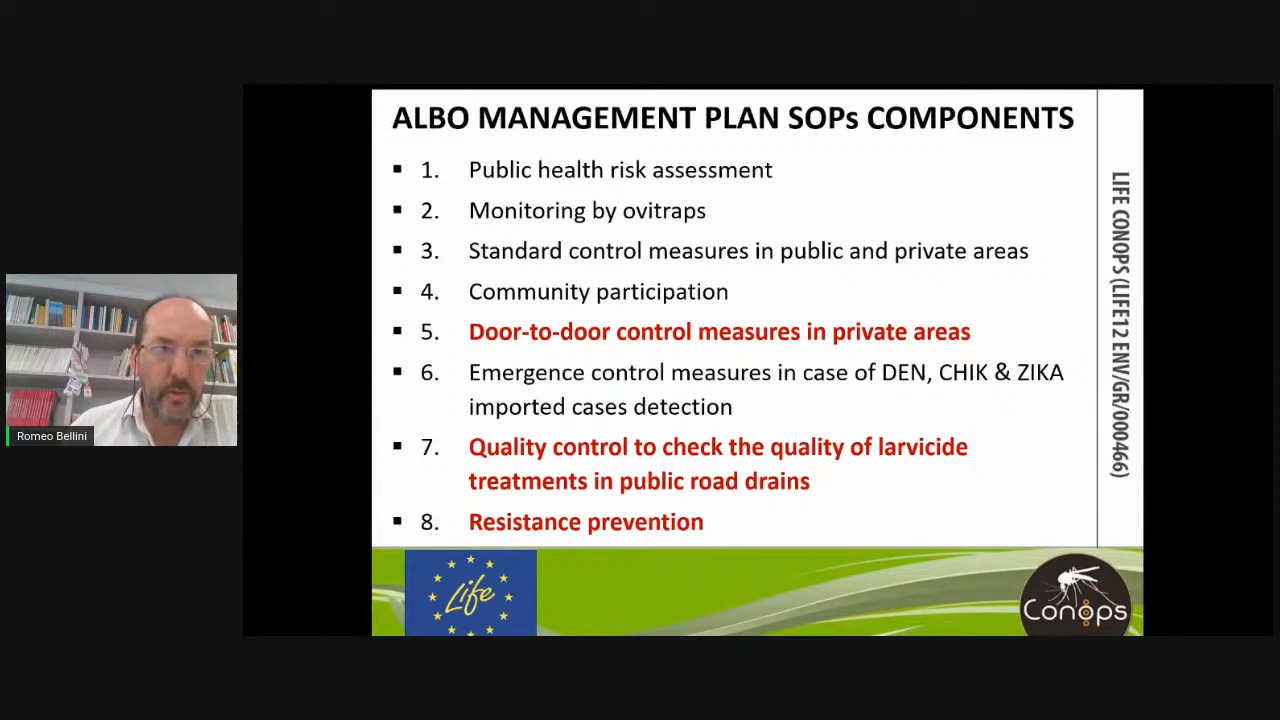 ALBO MANAGEMENT PLAN SOPs COMPONENTS
▪ 1. Public health risk assessment
▪ 2. Monitoring by ovitraps
▪ 3. Standard control measures in public and private areas
▪ 4. Community participation
▪ 5. Door-to-door control measures in private areas
▪ 6. Emergence control measures in case of DEN, CHIK & ZIKA
imported cases detection
▪ 7. Quality control to check the quality of larvicide
treatments in public road drains
▪ 8. Resistance prevention
LIFE CONOPS (LIFE12 ENV/GR/000466)
Romeo Bellini
Life
Conops